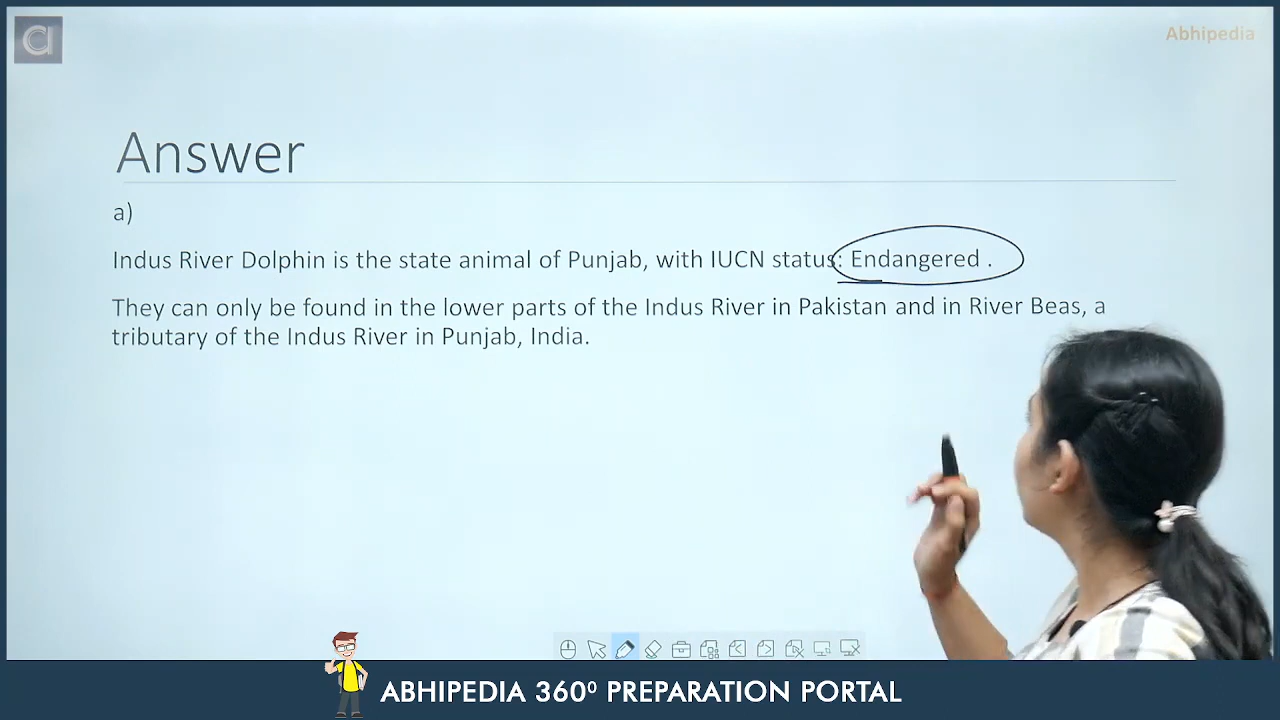 Abhipedia
Answer
a)
Indus River Dolphin is the state animal of Punjab, with IUCN status: Endangered .
They can only be found in the lower parts of the Indus River in Pakistan and in River Beas, a
tributary of the Indus River in Punjab, India.
ABHIPEDIA 360⁰ PREPARATION PORTAL